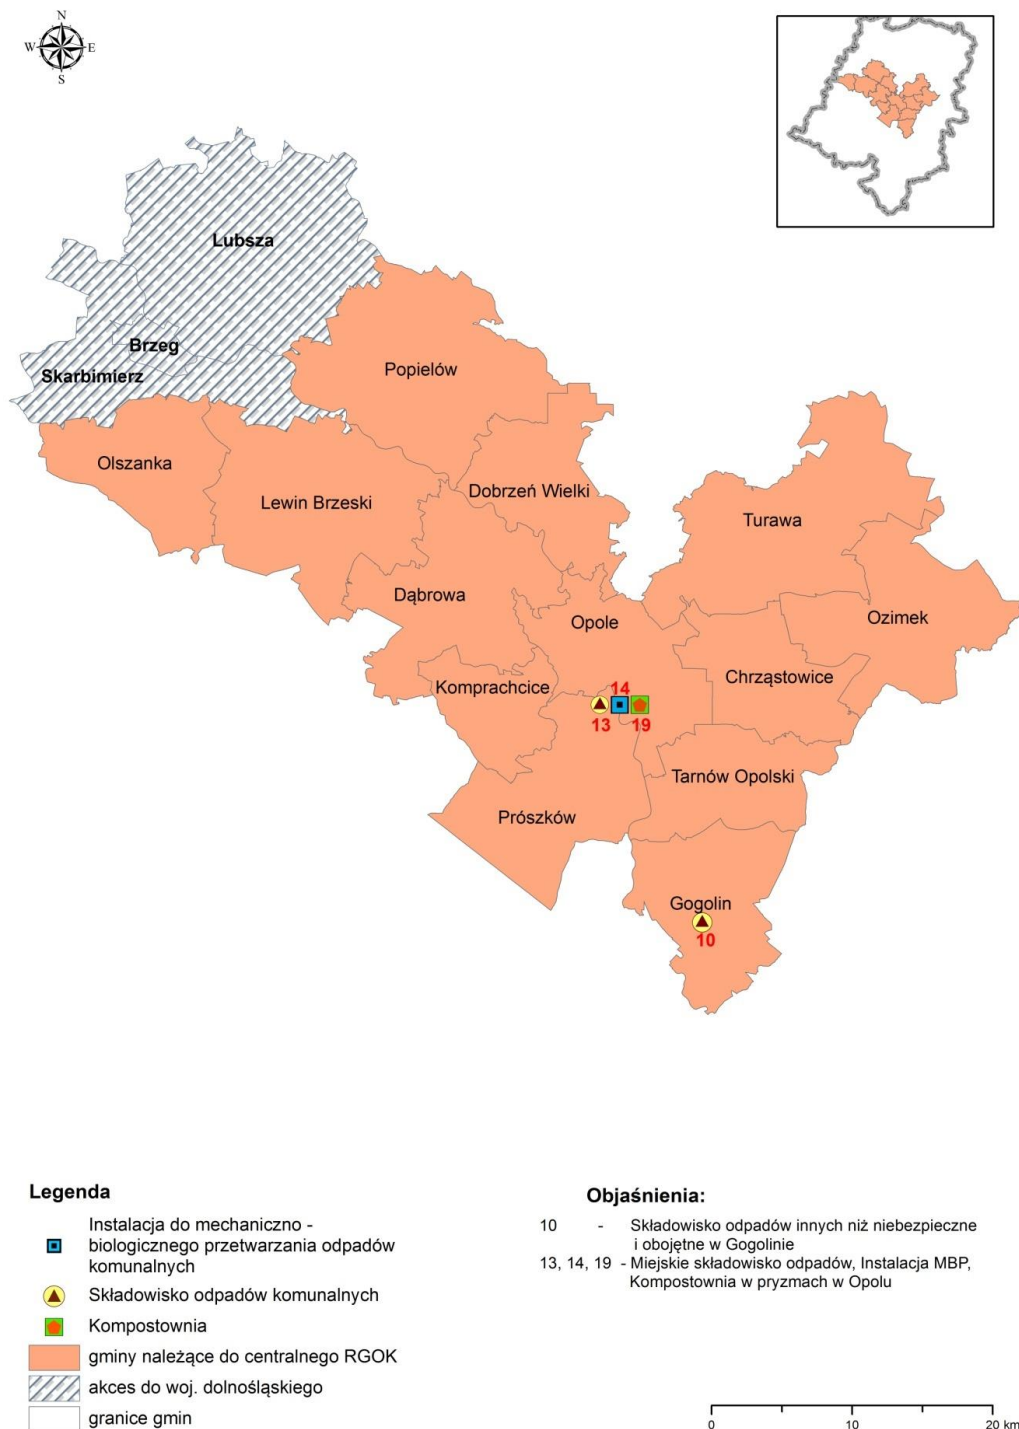 N
W E
S
Lubsza
Brzeg
Skarbimierz
Popielów
Olszanka
Lewin Brzeski
Dobrzeń Wielki
Turawa
Dąbrowa
Opole
Ozimek
Chrząstowice
Komprachcice
14
13 19
Tarnów Opolski
Prószków
Gogolin
10
Legenda
Instalacja do mechaniczno -
biologicznego przetwarzania odpadów
komunalnych
Składowisko odpadów komunalnych
Kompostownia
gminy należące do centralnego RGOK
akces do woj. dolnośląskiego
granice gmin
Objaśnienia:
10 - Składowisko odpadów innych niż niebezpieczne
i obojętne w Gogolinie
13, 14, 19 - Miejskie składowisko odpadów, Instalacja MBP,
Kompostownia w pryzmach w Opolu
0 10 20 km